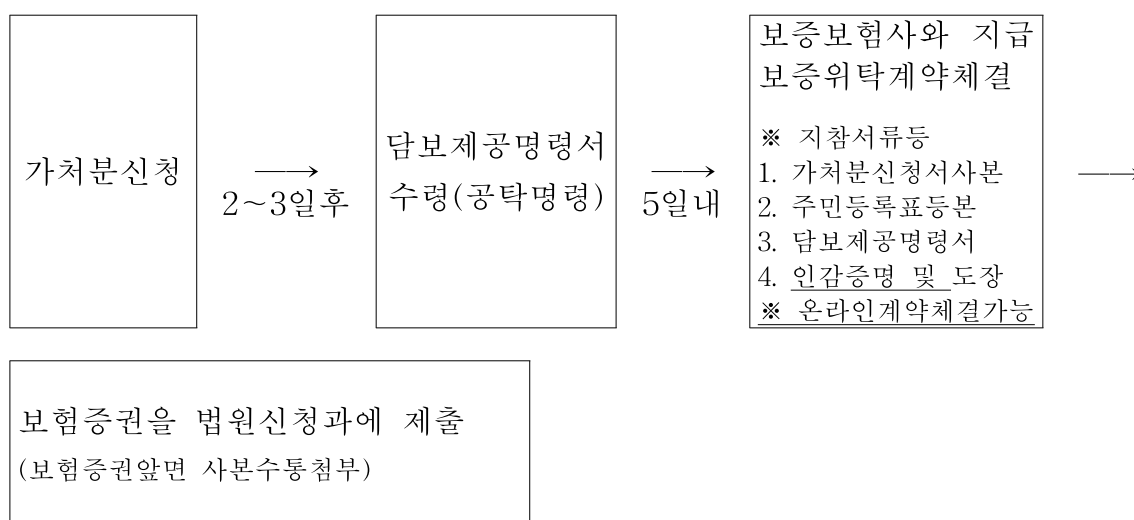 가처분신청
⟶
2~3일후
담보제공명령서
수령(공탁명령)
⟶
5일내
보증보험사와 지급
보증위탁계약체결
※ 지참서류등
1. 가처분신청서사본
2. 주민등록표등본
3. 담보제공명령서
4. 인감증명 및 도장
※ 온라인계약체결가능
⟶
보험증권을 법원신청과에 제출
(보험증권앞면 사본수통첨부)